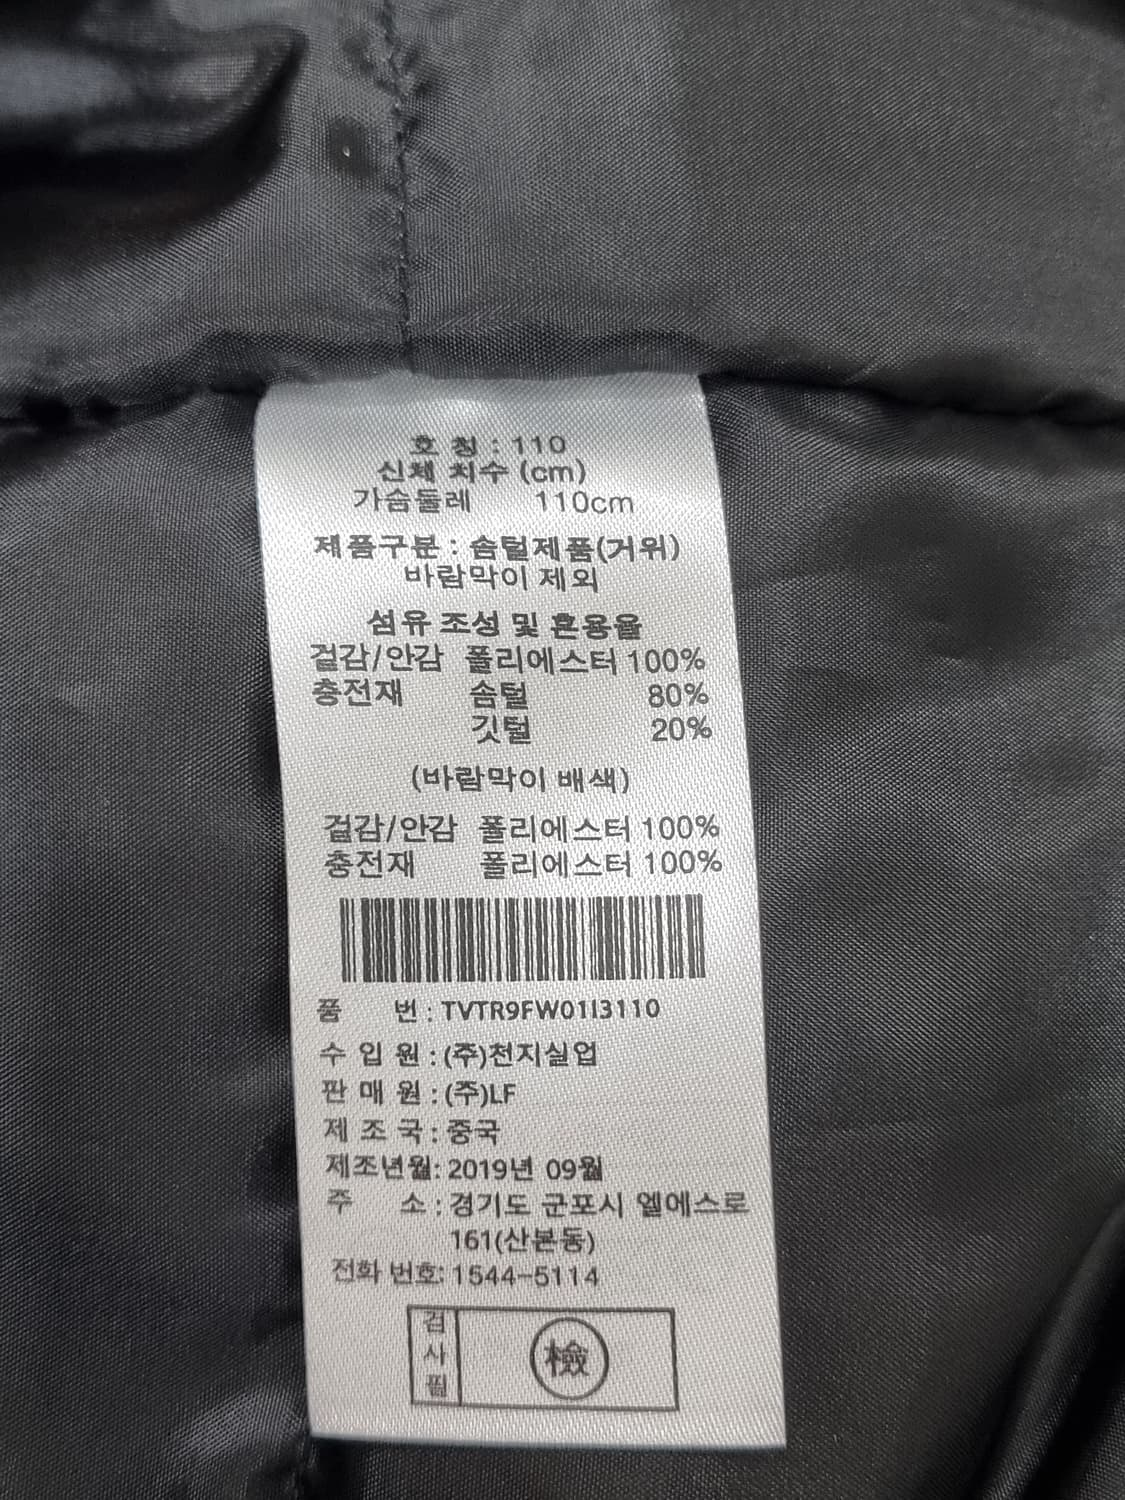 호 칭 : 110
신체 치수 (cm)
가슴둘레 110cm
제품구분 : 솜털제품(거위)
바람막이 제외
섬유 조성 및 혼용율
겉감/안감 폴리에스터 100%
충전재 솜털 80%
깃털 20%
(바람막이 배색)
겉감/안감 폴리에스터 100%
충전재 폴리에스터 100%
품 번 : TVTR9FW01I3110
수 입 원 : (주)천지실업
판 매 원 : (주)LF
제 조 국 : 중국
제조년월: 2019년 09월
주 소 : 경기도 군포시 엘에스로
161(산본동)
전화 번호: 1544-5114
검사필
檢